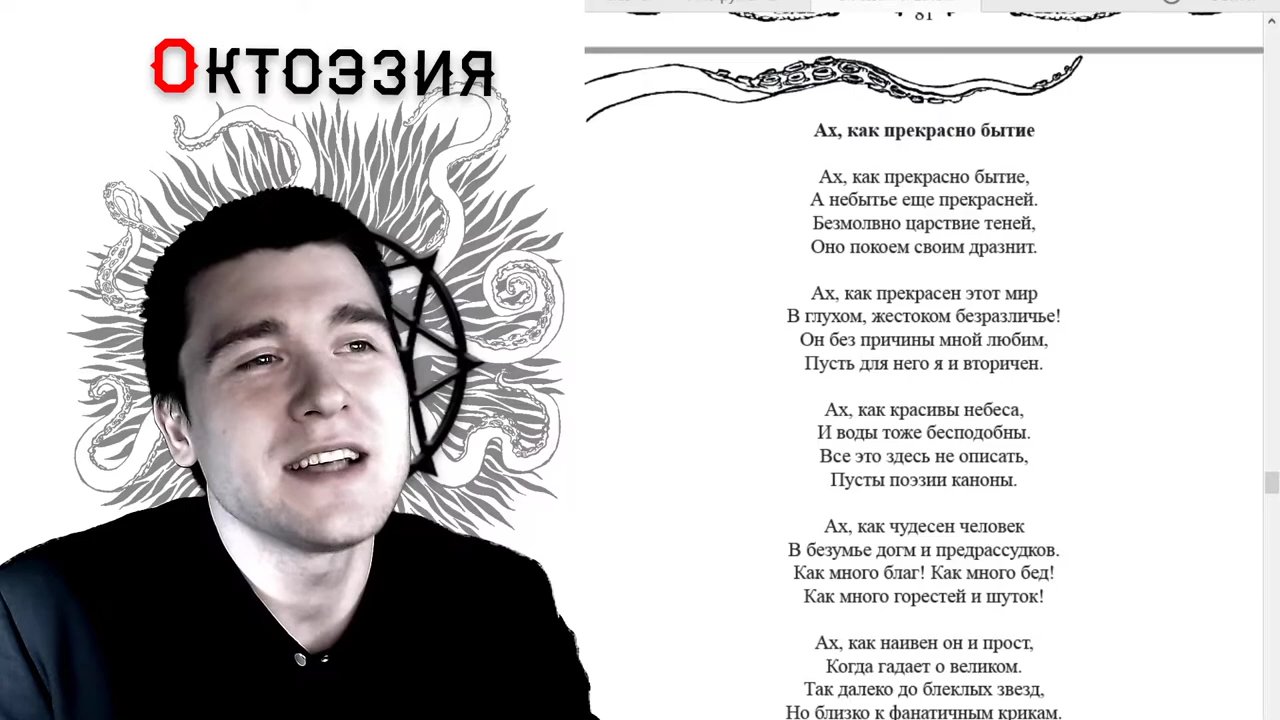 Октоэзия
81
Ах, как прекрасно бытие
Ах, как прекрасно бытие,
А небытье еще прекрасней.
Безмолвно царствие теней,
Оно покоем своим дразнит.
Ах, как прекрасен этот мир
В глухом, жестоком безразличье!
Он без причины мной любим,
Пусть для него я и вторичен.
Ах, как красивы небеса,
И воды тоже бесподобны.
Все это здесь не описать,
Пусты поэзии каноны.
Ах, как чудесен человек
В безумье догм и предрассудков.
Как много благ! Как много бед!
Как много горестей и шуток!
Ах, как наивен он и прост,
Когда гадает о великом.
Так далеко до блеклых звезд,
Но близко к фанатичным крикам.